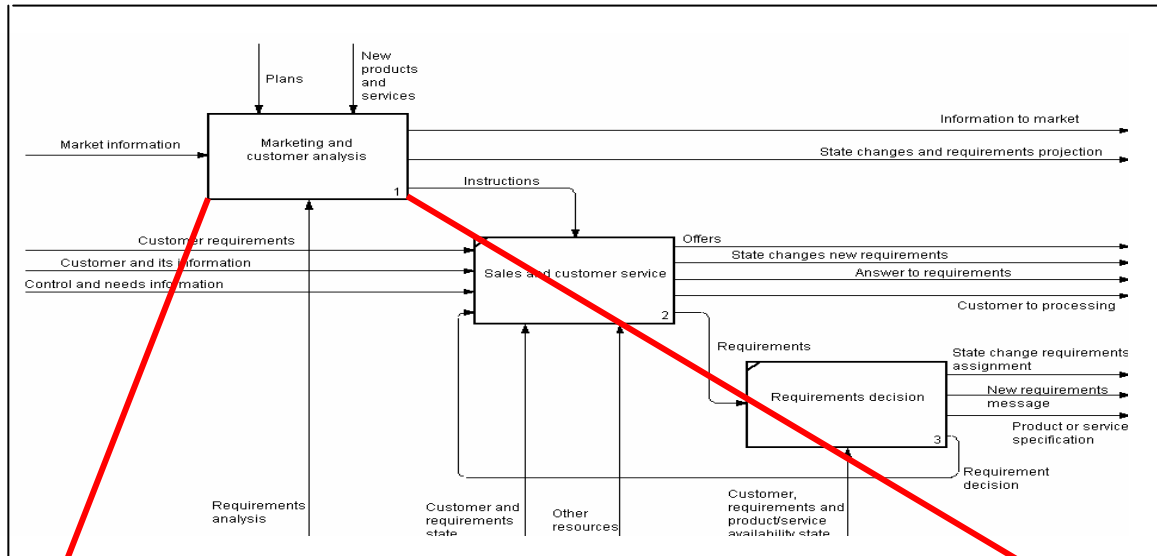 New
products
and
services
Plans
Information to market
Market information
Marketing and
customer analysis
State changes and requirements projection
1
Instructions
Customer requirements
Offers
State changes new requirements
Customer and its information
Sales and customer service
Answer to requirements
Control and needs information
Customer to processing
2
Requirements
State change requirements
assignment
Requirements decision
New requirements
message
Product or service
specification
3
Requirement
decision
Requirements
analysis
Customer and
requirements
state
Other
resources
Customer,
requirements and
product/service
availability state